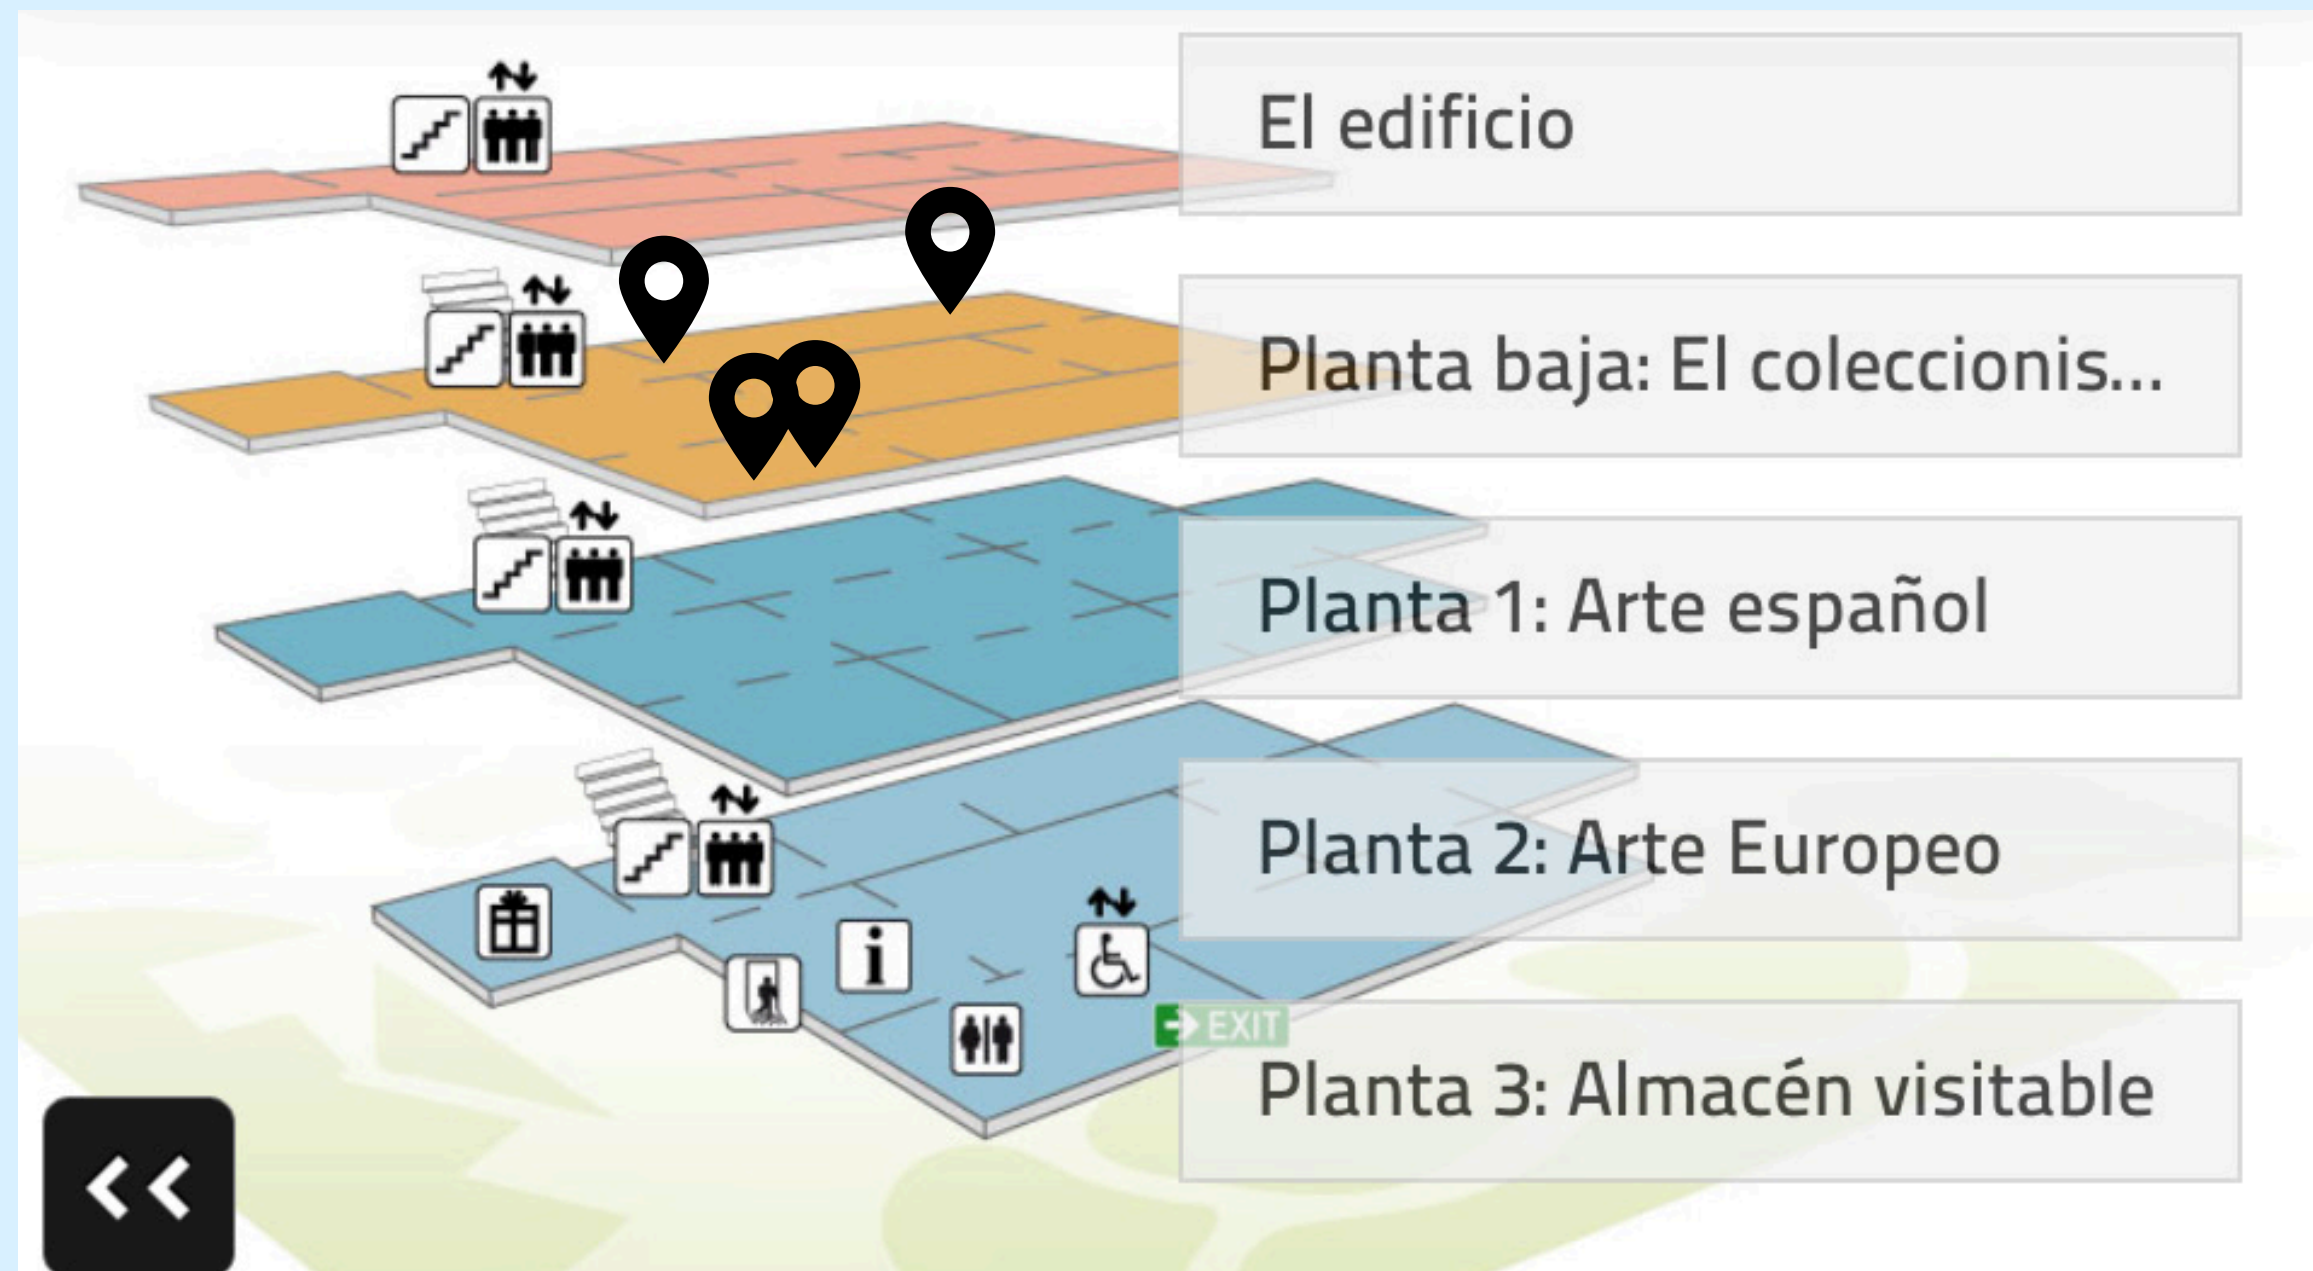 El edificio
Planta baja: El coleccionis...
Planta 1: Arte español
Planta 2: Arte Europeo
i
EXIT
Planta 3: Almacén visitable
<<